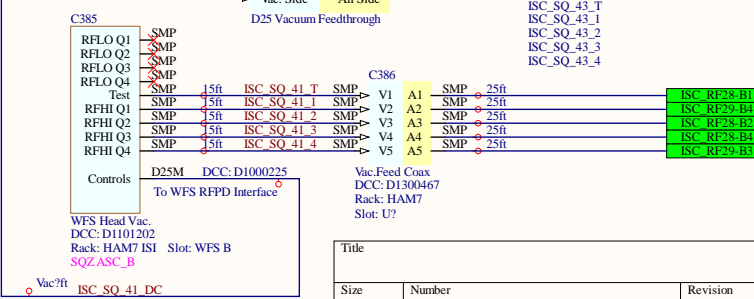 Vac. Side Air Side
D25 Vacuum Feedthrough
ISC_SQ_43_T
ISC_SQ_43_1
ISC_SQ_43_2
ISC_SQ_43_3
ISC_SQ_43_4
C385
RFLO Q1 SMP
RFLO Q2 SMP
RFLO Q3 SMP
RFLO Q4 SMP
C386
Test SMP 15ft ISC_SQ_41_T SMP V1 A1 SMP 25ft ISC_RF28-B1
RFHI Q1 SMP 15ft ISC_SQ_41_1 SMP V2 A2 SMP 25ft ISC_RF29-B4
RFHI Q2 SMP 15ft ISC_SQ_41_2 SMP V3 A3 SMP 25ft ISC_RF28-B2
RFHI Q3 SMP 15ft ISC_SQ_41_3 SMP V4 A4 SMP 25ft ISC_RF28-B4
RFHI Q4 SMP 15ft ISC_SQ_41_4 SMP V5 A5 SMP 25ft ISC_RF29-B3
Controls D25M DCC: D1000225
To WFS RFPD Interface
Vac.Feed Coax
DCC: D1300467
Rack: HAM7
Slot: U?
WFS Head Vac.
DCC: D1101202
Rack: HAM7 ISI Slot: WFS B
SQZ ASC_B
Vac?ft ISC_SQ_41_DC
Title
Size Number Revision